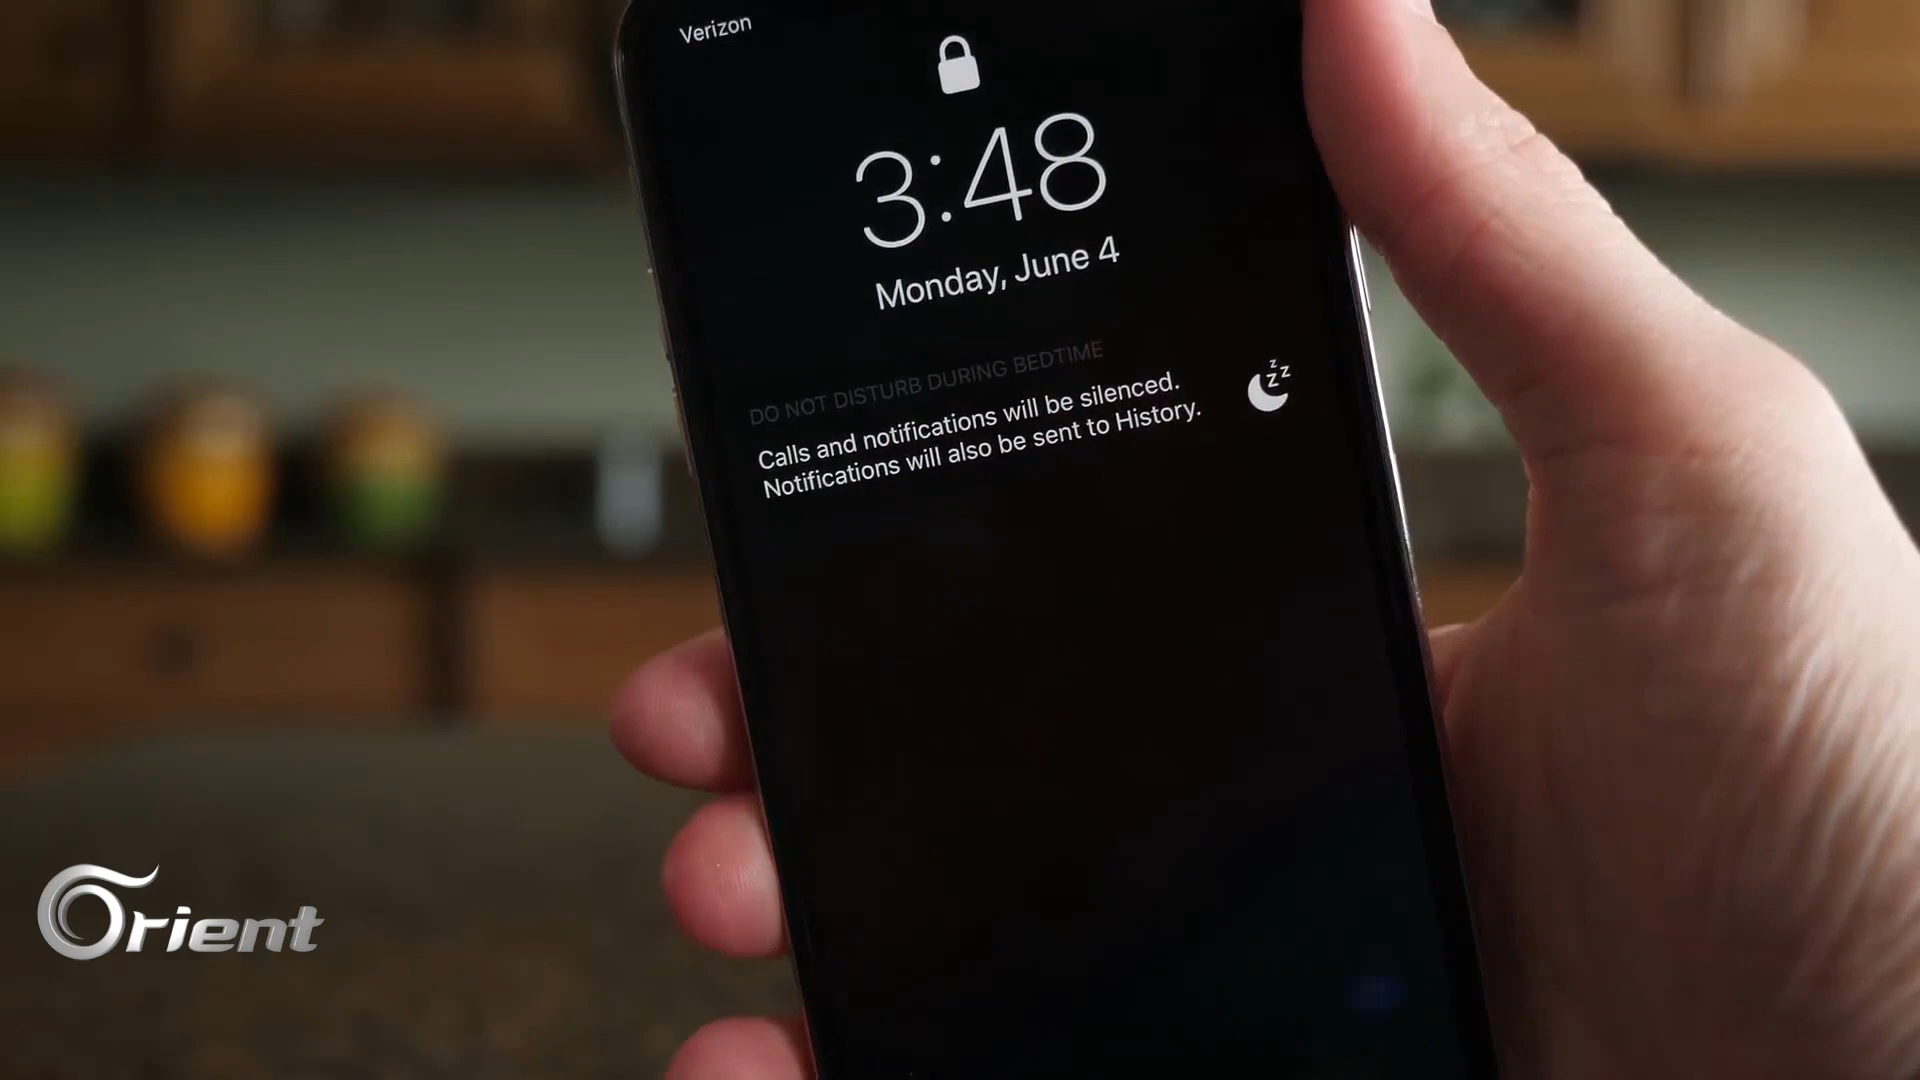 Verizon
3:48
Monday, June 4
DO NOT DISTURB DURING BEDTIME
Calls and notifications will be silenced.
Notifications will also be sent to History.
z
z
z
Orient